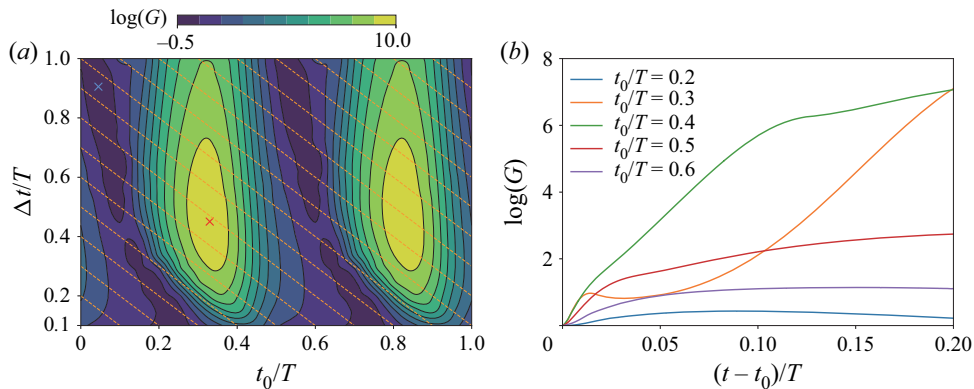 log(G)
−0.5
10.0
(a)
1.0
0.8
0.6
0.4
0.2
0.1
Δt/T
0
0.2
0.4
0.6
0.8
1.0
t₀/T
(b)
8
6
4
2
log(G)
t₀/T = 0.2
t₀/T = 0.3
t₀/T = 0.4
t₀/T = 0.5
t₀/T = 0.6
0
0.05
0.10
0.15
0.20
(t − t₀)/T